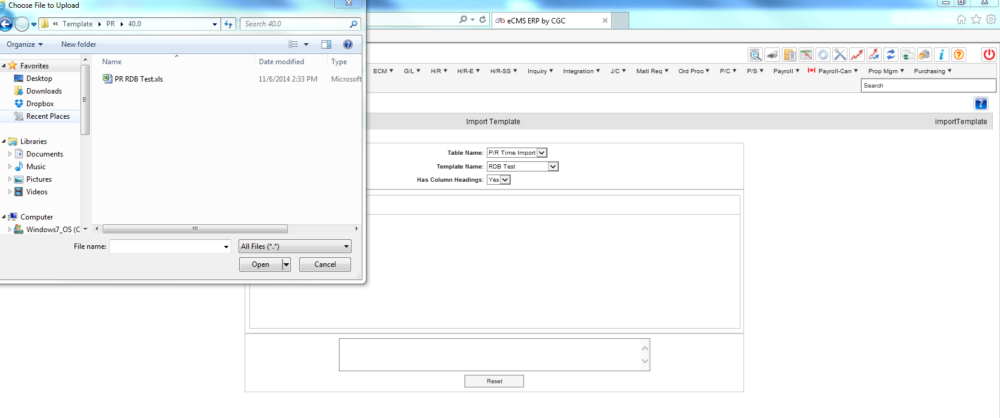 Choose File to Upload
« Template PR 40.0
Search 40.0
eCMS ERP by CGC
Organize
New folder
Name
Date modified
Type
PR RDB Test.xls
11/6/2014 2:33 PM
Microsoft
Favorites
Desktop
Downloads
Dropbox
Recent Places
Libraries
Documents
Music
Pictures
Videos
Computer
Windows7_OS (C
File name:
All Files (*.*)
Open
Cancel
ECM G/L H/R H/R-E H/R-SS Inquiry Integration J/C Matl Req Ord Proc P/C P/S Payroll Payroll-Can Prop Mgm Purchasing
Search
Import Template
importTemplate
Table Name: P/R Time Import
Template Name: RDB Test
Has Column Headings: Yes
Reset